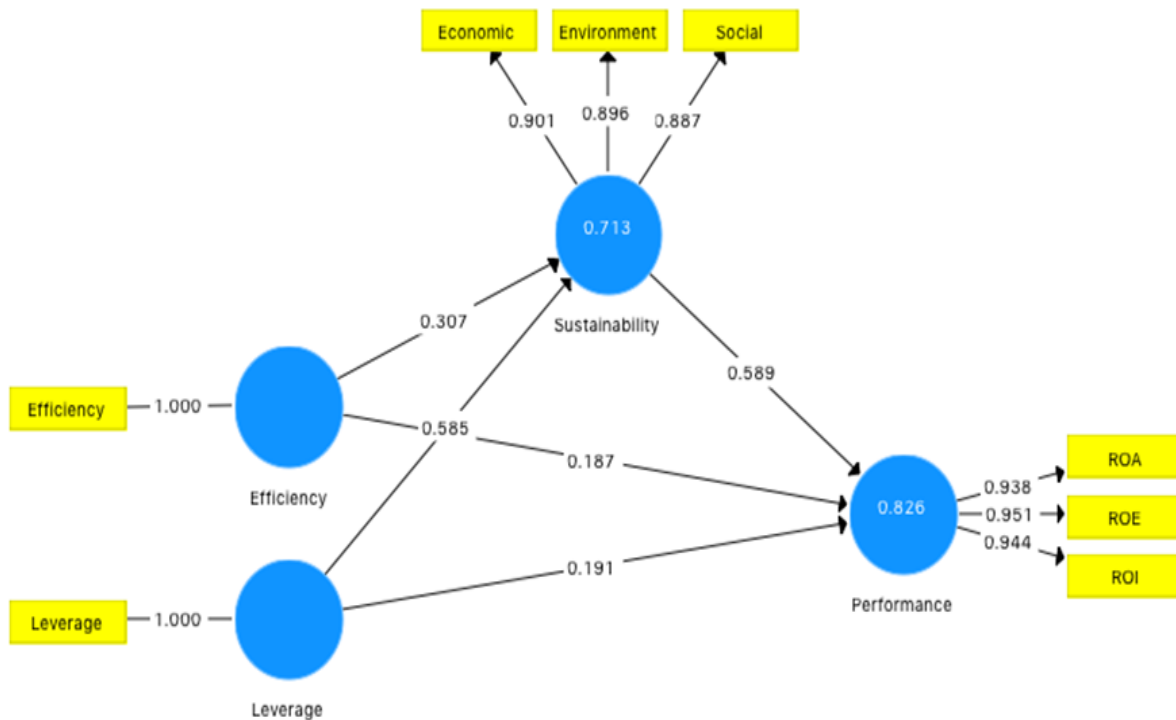 Economic
Environment
Social
0.901
0.896
0.887
0.713
Sustainability
0.307
0.589
Efficiency
1.000
0.585
0.187
Efficiency
ROA
0.938
0.826
0.951
ROE
0.944
ROI
0.191
Performance
Leverage
1.000
Leverage